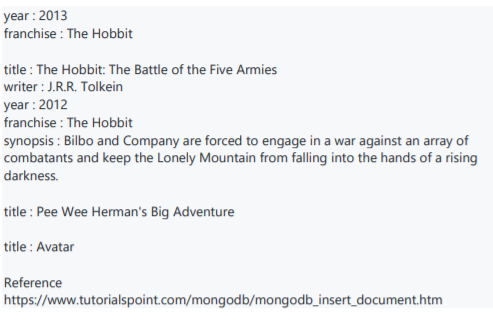 year : 2013
franchise : The Hobbit
title : The Hobbit: The Battle of the Five Armies
writer : J.R.R. Tolkein
year : 2012
franchise : The Hobbit
synopsis : Bilbo and Company are forced to engage in a war against an array of
combatants and keep the Lonely Mountain from falling into the hands of a rising
darkness.
title : Pee Wee Herman's Big Adventure
title : Avatar
Reference
https://www.tutorialspoint.com/mongodb/mongodb_insert_document.htm